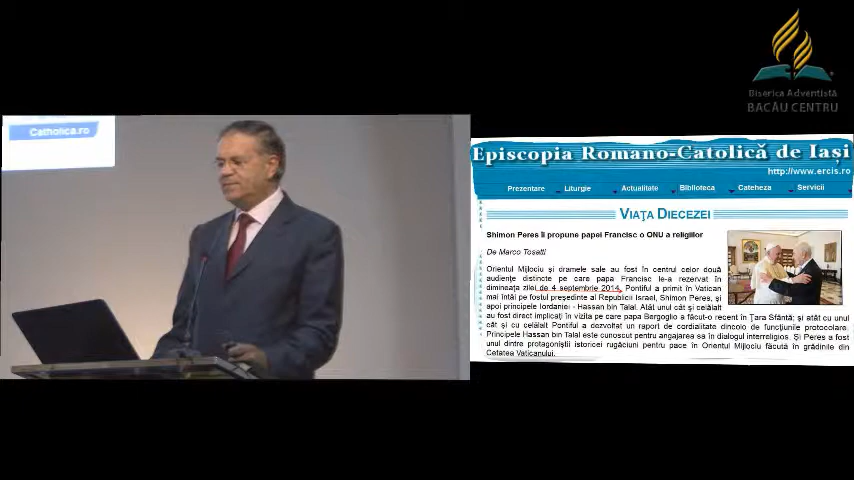 Biserica Adventistă
BACĂU CENTRU
Catholica.ro
Episcopia Romano-Catolică de Iași
http://www.ercis.ro
Prezentare Liturgie Actualitate Biblioteca Cateheza Servicii
VIAȚA DIECEZEI
Shimon Peres îi propune papei Francisc o ONU a religiilor
De Marco Tosatti
Orientul Mijlociu și dramele sale au fost în centrul celor două
audiențe distincte pe care papa Francisc le-a rezervat în
dimineața zilei de 4 septembrie 2014. Pontiful a primit în Vatican
mai întâi pe fostul președinte al Republicii Israel, Shimon Peres, și
apoi principele Iordaniei - Hassan bin Talal. Atât unul cât și celălalt
au fost direct implicați în vizita pe care papa Bergoglio a făcut-o recent în Țara Sfântă; și atât cu unul
cât și cu celălalt Pontiful a dezvoltat un raport de cordialitate dincolo de funcțiunile protocolare.
Principele Hassan bin Talal este cunoscut pentru angajarea sa în dialogul interreligios. Și Peres a fost
unul dintre protagoniștii istoricei rugăciuni pentru pace în Orientul Mijlociu făcută în grădinile din
Cetatea Vaticanului.